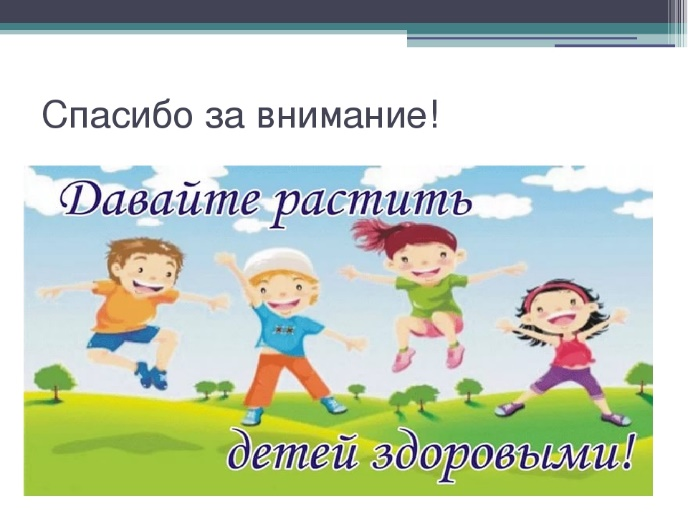 Спасибо за внимание!
Давайте растить
детей здоровыми!